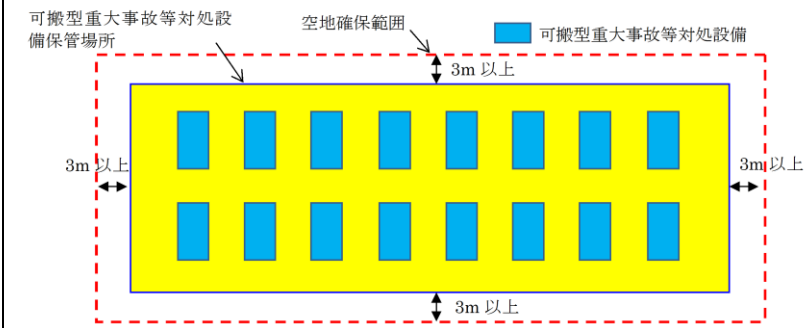 可搬型重大事故等対処設
備保管場所
空地確保範囲
可搬型重大事故等対処設備
3m 以上
3m 以上
3m 以上
3m 以上